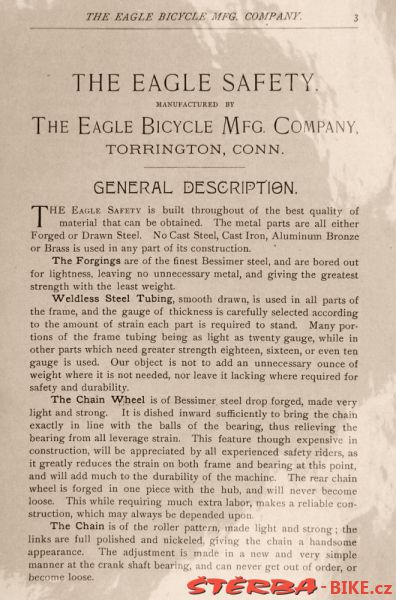 THE EAGLE BICYCLE MFG. COMPANY. 3
THE EAGLE SAFETY.
MANUFACTURED BY
THE EAGLE BICYCLE MFG. COMPANY,
TORRINGTON, CONN.
GENERAL DESCRIPTION.
THE EAGLE SAFETY is built throughout of the best quality of
material that can be obtained. The metal parts are all either
Forged or Drawn Steel. No Cast Steel, Cast Iron, Aluminum Bronze
or Brass is used in any part of its construction.
The Forgings are of the finest Bessimer steel, and are bored out
for lightness, leaving no unnecessary metal, and giving the greatest
strength with the least weight.
Weldless Steel Tubing, smooth drawn, is used in all parts of
the frame, and the gauge of thickness is carefully selected according
to the amount of strain each part is required to stand. Many por-
tions of the frame tubing being as light as twenty gauge, while in
other parts which need greater strength eighteen, sixteen, or even ten
gauge is used. Our object is not to add an unnecessary ounce of
weight where it is not needed, nor leave it lacking where required for
safety and durability.
The Chain Wheel is of Bessimer steel drop forged, made very
light and strong. It is dished inward sufficiently to bring the chain
exactly in line with the balls of the bearing, thus relieving the
bearing from all leverage strain. This feature though expensive in
construction, will be appreciated by all experienced safety riders, as
it greatly reduces the strain on both frame and bearing at this point,
and will add much to the durability of the machine. The rear chain
wheel is forged in one piece with the hub, and will never become
loose. This while requiring much extra labor, makes a reliable con-
struction, which may always be depended upon.
The Chain is of the roller pattern, made light and strong; the
links are full polished and nickeled, giving the chain a handsome
appearance. The adjustment is made in a new and very simple
manner at the crank shaft bearing, and can never get out of order, or
become loose.
ŠTĚRBA-BIKE.cz